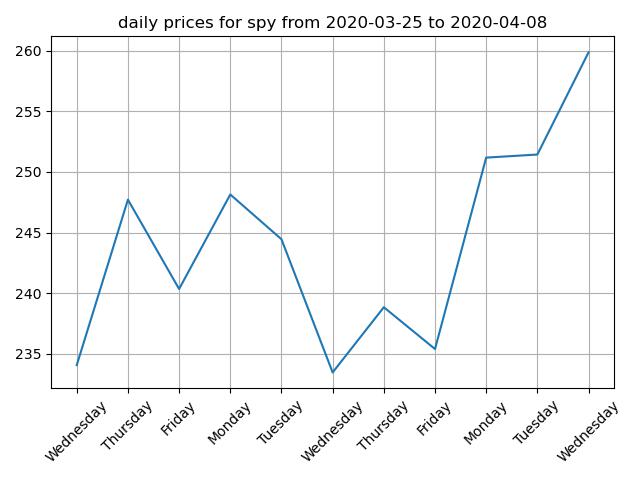 daily prices for spy from 2020-03-25 to 2020-04-08
260
255
250
245
240
235
Wednesday
Thursday
Friday
Monday
Tuesday
Wednesday
Thursday
Friday
Monday
Tuesday
Wednesday